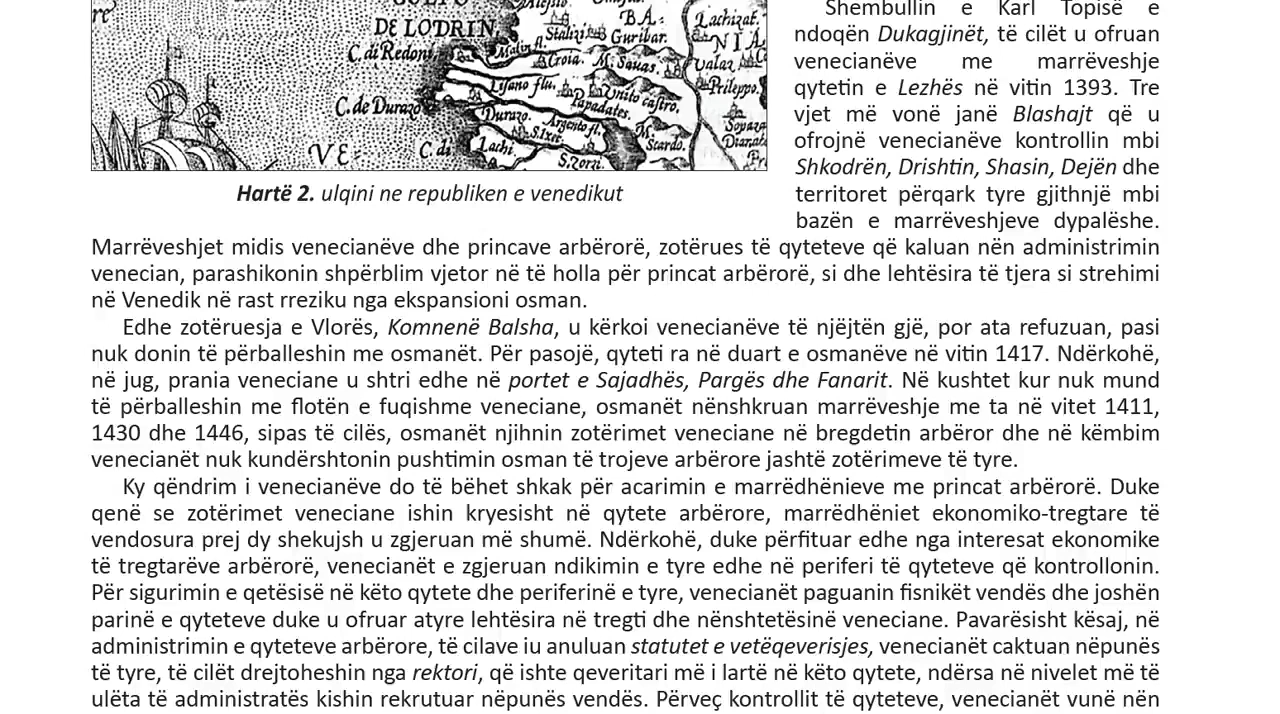 DE LODRIN
C. di Redoni
C. de Durazo
VE-
C. di
Malin fl.
Croia.
Stalizi
BA:
Guribar.
M. Sauas.
Lachizat.
NIA
Prileppo.
Lisano flu.
Papadates.
Durazo.
Argento fl.
Lachi.
S. Zorzi.
M.
Scardo.
Hartë 2. ulqini ne republiken e venedikut
Shembullin e Karl Topisë e
ndoqën Dukagjinët, të cilët u ofruan
venecianëve me marrëveshje
qytetin e Lezhës në vitin 1393. Tre
vjet më vonë janë Blashajt që u
ofrojnë venecianëve kontrollin mbi
Shkodrën, Drishtin, Shasin, Dejën dhe
territoret përqark tyre gjithnjë mbi
bazën e marrëveshjeve dypalëshe.
Marrëveshjet midis venecianëve dhe princave arbërorë, zotërues të qyteteve që kaluan nën administrimin
venecian, parashikonin shpërblim vjetor në të holla për princat arbërorë, si dhe lehtësira të tjera si strehimi
në Venedik në rast rreziku nga ekspansioni osman.
Edhe zotëruesja e Vlorës, Komnenë Balsha, u kërkoi venecianëve të njëjtën gjë, por ata refuzuan, pasi
nuk donin të përballeshin me osmanët. Për pasojë, qyteti ra në duart e osmanëve në vitin 1417. Ndërkohë,
në jug, prania veneciane u shtri edhe në portet e Sajadhës, Pargës dhe Fanarit. Në kushtet kur nuk mund
të përballeshin me flotën e fuqishme veneciane, osmanët nënshkruan marrëveshje me ta në vitet 1411,
1430 dhe 1446, sipas të cilës, osmanët njihnin zotërimet veneciane në bregdetin arbëror dhe në këmbim
venecianët nuk kundërshtonin pushtimin osman të trojeve arbërore jashtë zotërimeve të tyre.
Ky qëndrim i venecianëve do të bëhet shkak për acarimin e marrëdhënieve me princat arbërorë. Duke
qenë se zotërimet veneciane ishin kryesisht në qytete arbërore, marrëdhëniet ekonomiko-tregtare të
vendosura prej dy shekujsh u zgjeruan më shumë. Ndërkohë, duke përfituar edhe nga interesat ekonomike
të tregtarëve arbërorë, venecianët e zgjeruan ndikimin e tyre edhe në periferi të qyteteve që kontrollonin.
Për sigurimin e qetësisë në këto qytete dhe periferinë e tyre, venecianët paguanin fisnikët vendës dhe joshën
parinë e qyteteve duke u ofruar atyre lehtësira në tregti dhe nënshtetësinë veneciane. Pavarësisht kësaj, në
administrimin e qyteteve arbërore, të cilave iu anuluan statutet e vetëqeverisjes, venecianët caktuan nëpunës
të tyre, të cilët drejtoheshin nga rektori, që ishte qeveritari më i lartë në këto qytete, ndërsa në nivelet më të
ulëta të administratës kishin rekrutuar nëpunës vendës. Përveç kontrollit të qyteteve, venecianët vunë nën